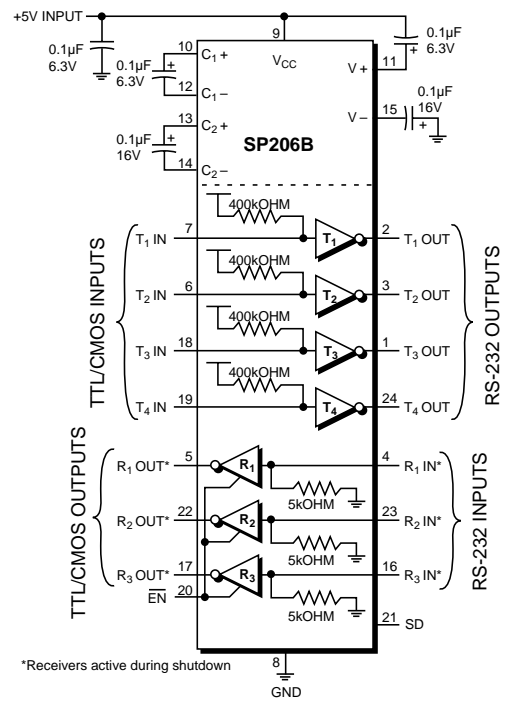 +5V INPUT
9
VCC
0.1µF
6.3V
0.1µF
6.3V
10
C1 +
12
C1 −
13
C2 +
14
C2 −
0.1µF
16V
0.1µF
6.3V
11
V +
0.1µF
16V
15
V −
SP206B
400kOHM
T1 IN
7
T1
2
T1 OUT
400kOHM
T2 IN
6
T2
3
T2 OUT
400kOHM
T3 IN
18
T3
1
T3 OUT
400kOHM
T4 IN
19
T4
24
T4 OUT
TTL/CMOS INPUTS
RS-232 OUTPUTS
R1 OUT*
5
R1
4
R1 IN*
5kOHM
R2 OUT*
22
R2
23
R2 IN*
5kOHM
R3 OUT*
17
R3
16
R3 IN*
5kOHM
TTL/CMOS OUTPUTS
RS-232 INPUTS
EN
20
21
SD
*Receivers active during shutdown
8
GND